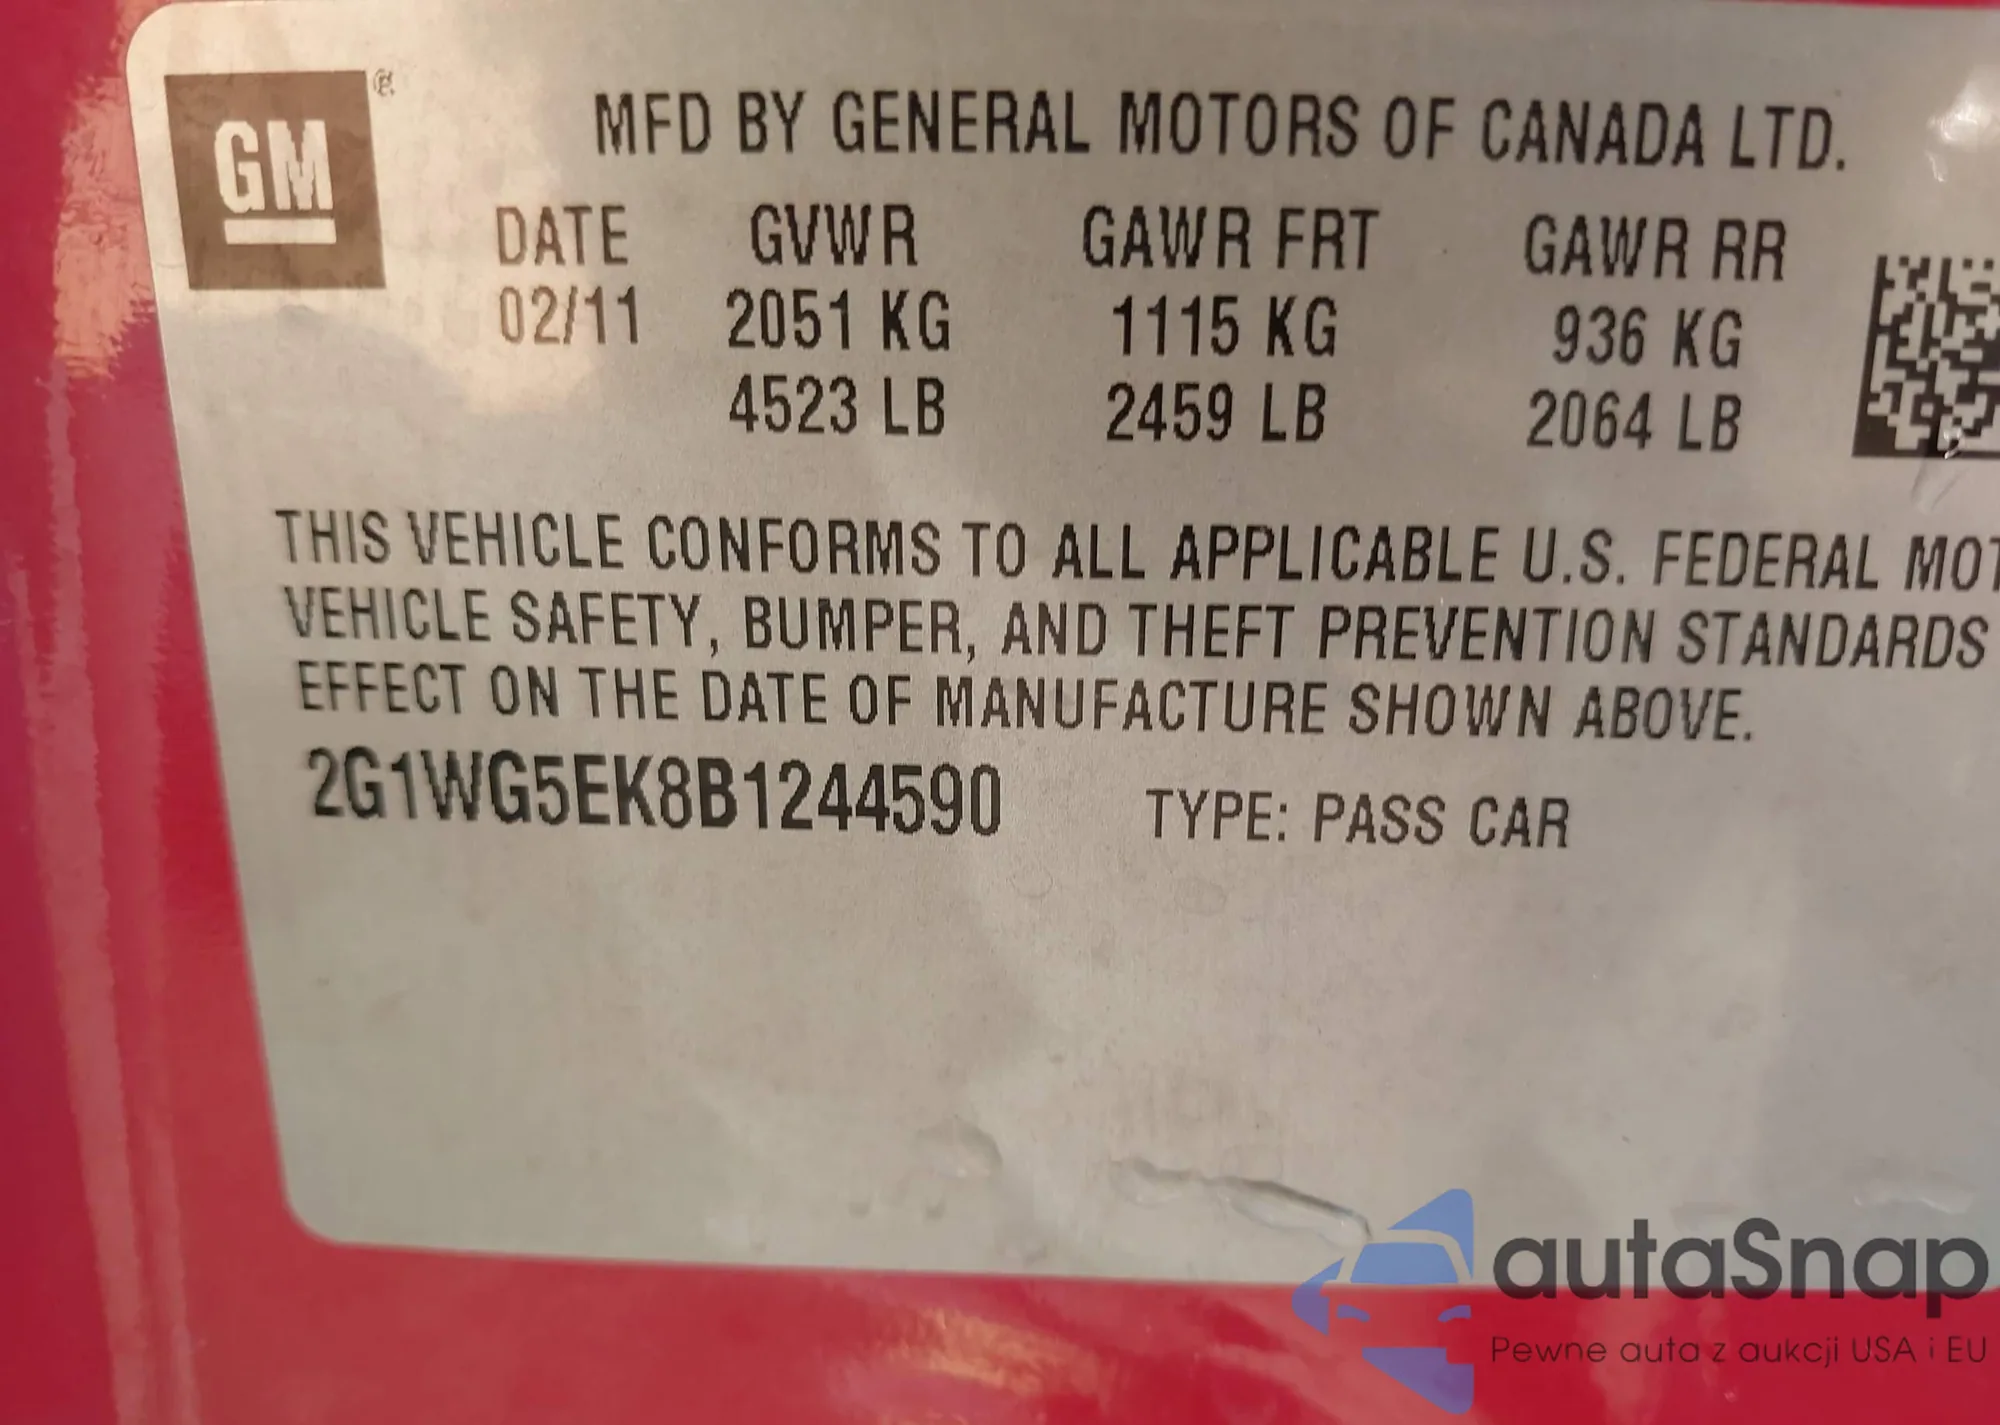 GM
MFD BY GENERAL MOTORS OF CANADA LTD.
DATE GVWR GAWR FRT GAWR RR
02/11 2051 KG 1115 KG 936 KG
4523 LB 2459 LB 2064 LB
THIS VEHICLE CONFORMS TO ALL APPLICABLE U.S. FEDERAL MOT
VEHICLE SAFETY, BUMPER, AND THEFT PREVENTION STANDARDS
EFFECT ON THE DATE OF MANUFACTURE SHOWN ABOVE.
2G1WG5EK8B1244590 TYPE: PASS CAR
autaSnap
Pewne auta z aukcji USA i EU